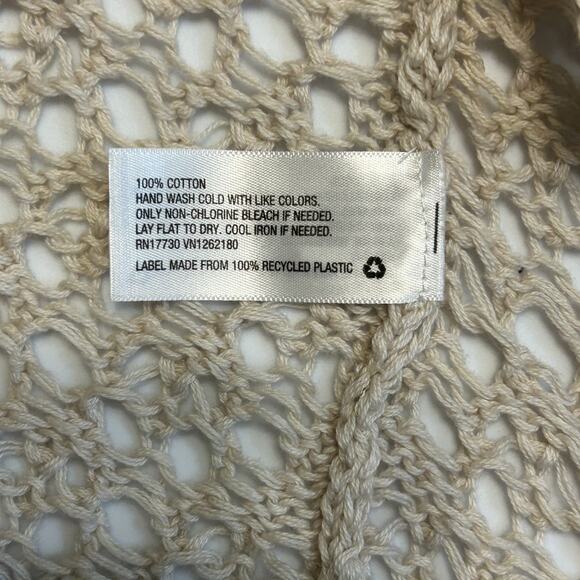 100% COTTON
HAND WASH COLD WITH LIKE COLORS.
ONLY NON-CHLORINE BLEACH IF NEEDED.
LAY FLAT TO DRY. COOL IRON IF NEEDED.
RN17730 VN1262180
LABEL MADE FROM 100% RECYCLED PLASTIC